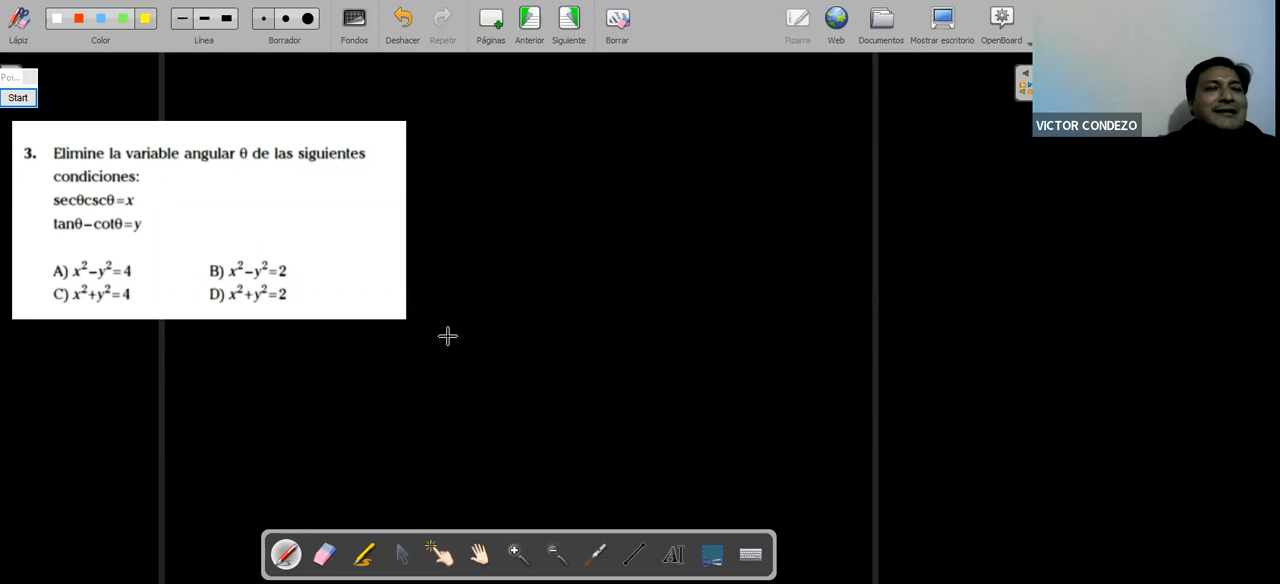 Lápiz
Color
Línea
Borrador
Fondos
Deshacer
Repetir
Páginas
Anterior
Siguiente
Borrar
Pizarra
Web
Documentos
Mostrar escritorio
OpenBoard
VICTOR CONDEZO
Poi...
Start
3. Elimine la variable angular θ de las siguientes
condiciones:
secθcscθ=x
tanθ−cotθ=y
A) x²−y²=4 B) x²−y²=2
C) x²+y²=4 D) x²+y²=2
AI